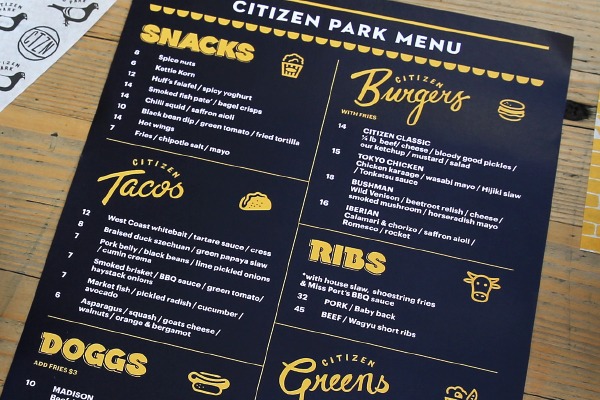 CITIZEN PARK MENU
SNACKS
8 Spice nuts
6 Kettle Korn
12 Huff's falafel / spicy yoghurt
14 Smoked fish pate' / bagel crisps
14 Chilli squid / saffron aioli
10 Black bean dip / green tomato / fried tortilla
14 Hot wings
7 Fries / chipotle salt / mayo
CITIZEN
Tacos
12 West Coast whitebait / tartare sauce / cress
8 Braised duck szechuan / green papaya slaw
7 Pork belly / black beans / lime pickled onions
/ cumin creme
7 Smoked brisket / BBQ sauce / green tomato /
haystack onions
7 Market fish / pickled radish / cucumber /
avocado
6 Asparagus / squash / goats cheese /
walnuts / orange & bergamot
DOGGS
ADD FRIES $3
10 MADISON
CITIZEN
Burgers
WITH FRIES
14 CITIZEN CLASSIC
beef / cheese / bloody good pickles /
our ketchup / mustard / salad
15 TOKYO CHICKEN
Chicken karaage / wasabi mayo / Hijiki slaw
/ Tonkatsu sauce
18 BUSHMAN
Wild Venison / beetroot relish / cheese /
smoked mushroom / horseradish mayo
16 IBERIAN
Calamari & chorizo / saffron aioli /
Romesco / rocket
RIBS
*with house slaw, shoestring fries
& Miss Pert's BBQ sauce
32 PORK / Baby back
45 BEEF / Wagyu short ribs
CITIZEN
Greens
CTZN